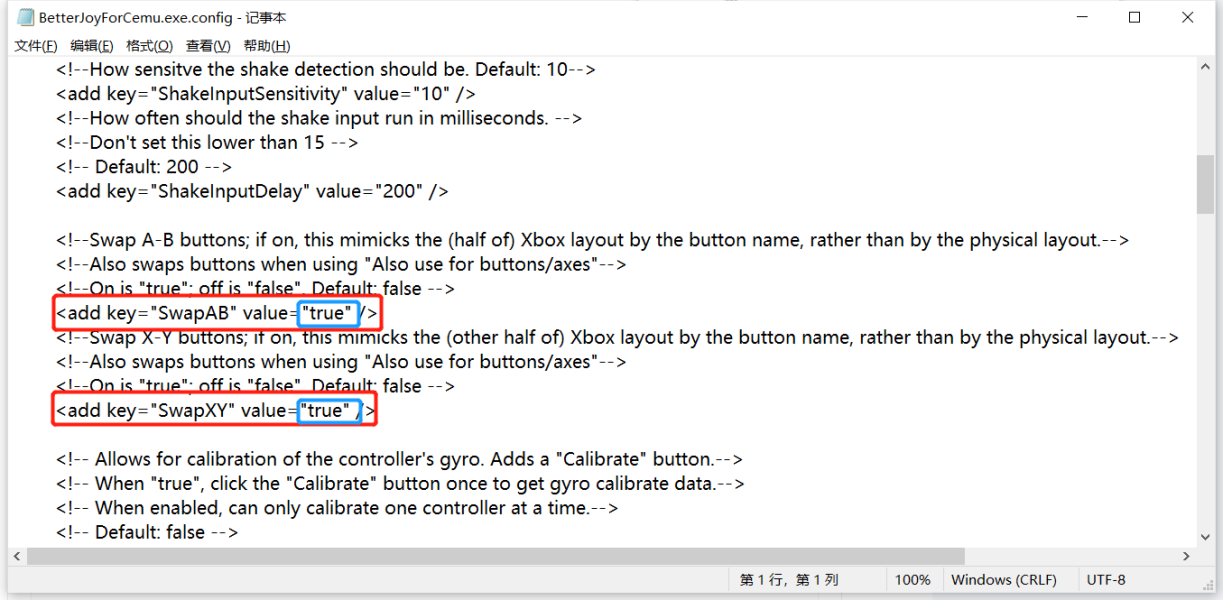 BetterJoyForCemu.exe.config - 记事本
文件(F) 编辑(E) 格式(O) 查看(V) 帮助(H)
<!--How sensitve the shake detection should be. Default: 10-->
<add key="ShakeInputSensitivity" value="10" />
<!--How often should the shake input run in milliseconds. -->
<!--Don't set this lower than 15 -->
<!-- Default: 200 -->
<add key="ShakeInputDelay" value="200" />
<!--Swap A-B buttons; if on, this mimicks the (half of) Xbox layout by the button name, rather than by the physical layout.-->
<!--Also swaps buttons when using "Also use for buttons/axes"-->
<!--On is "true"; off is "false". Default: false -->
<add key="SwapAB" value="true" />
<!--Swap X-Y buttons; if on, this mimicks the (other half of) Xbox layout by the button name, rather than by the physical layout.-->
<!--Also swaps buttons when using "Also use for buttons/axes"-->
<!--On is "true"; off is "false". Default: false -->
<add key="SwapXY" value="true" />
<!-- Allows for calibration of the controller's gyro. Adds a "Calibrate" button.-->
<!-- When "true", click the "Calibrate" button once to get gyro calibrate data.-->
<!-- When enabled, can only calibrate one controller at a time.-->
<!-- Default: false -->
第 1 行，第 1 列 100% Windows (CRLF) UTF-8